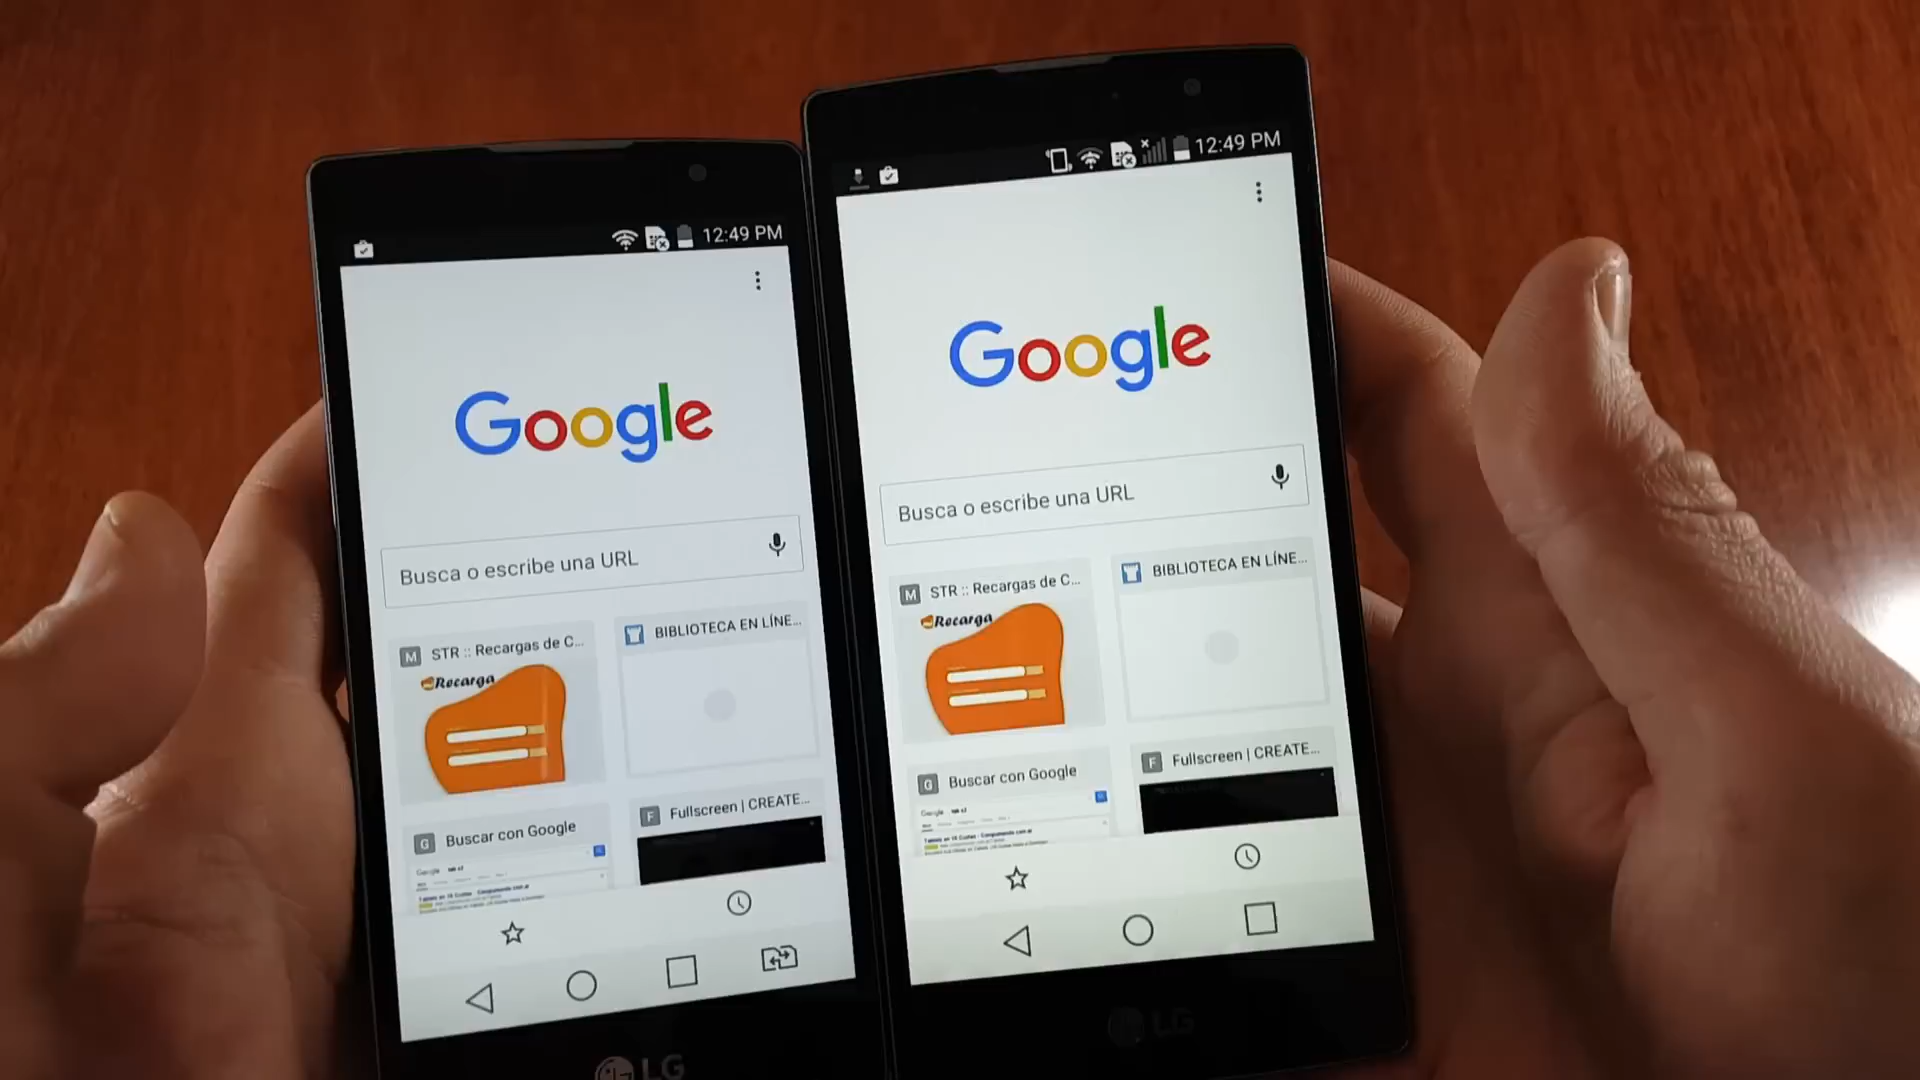 12:49 PM
Google
Busca o escribe una URL
M STR :: Recargas de C...
Recarga
BIBLIOTECA EN LÍNE...
G Buscar con Google
Google
F Fullscreen | CREATE...
LG
12:49 PM
Google
Busca o escribe una URL
M STR :: Recargas de C...
Recarga
BIBLIOTECA EN LÍNE...
G Buscar con Google
Google
F Fullscreen | CREATE...
LG